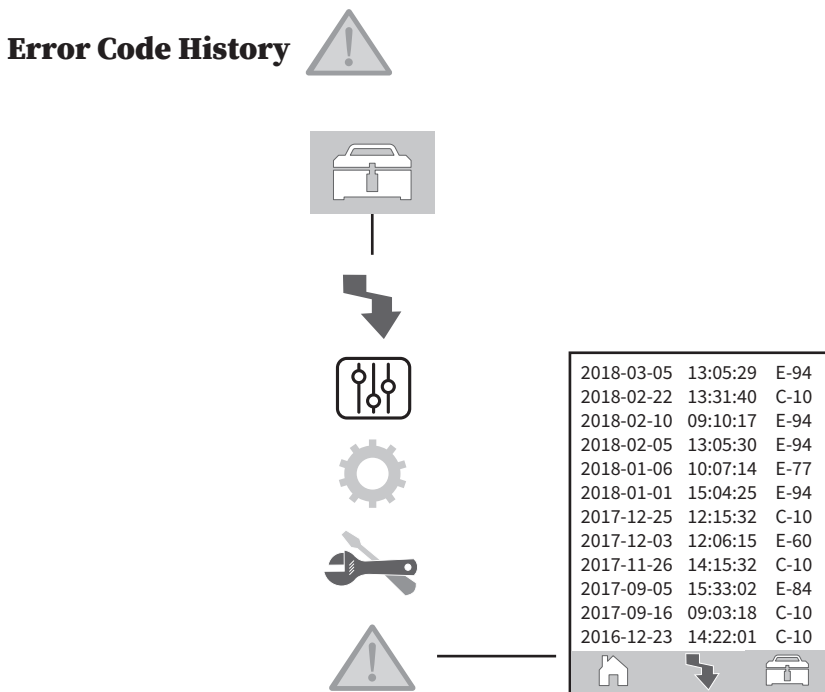 Error Code History
2018-03-05 13:05:29 E-94
2018-02-22 13:31:40 C-10
2018-02-10 09:10:17 E-94
2018-02-05 13:05:30 E-94
2018-01-06 10:07:14 E-77
2018-01-01 15:04:25 E-94
2017-12-25 12:15:32 C-10
2017-12-03 12:06:15 E-60
2017-11-26 14:15:32 C-10
2017-09-05 15:33:02 E-84
2017-09-16 09:03:18 C-10
2016-12-23 14:22:01 C-10